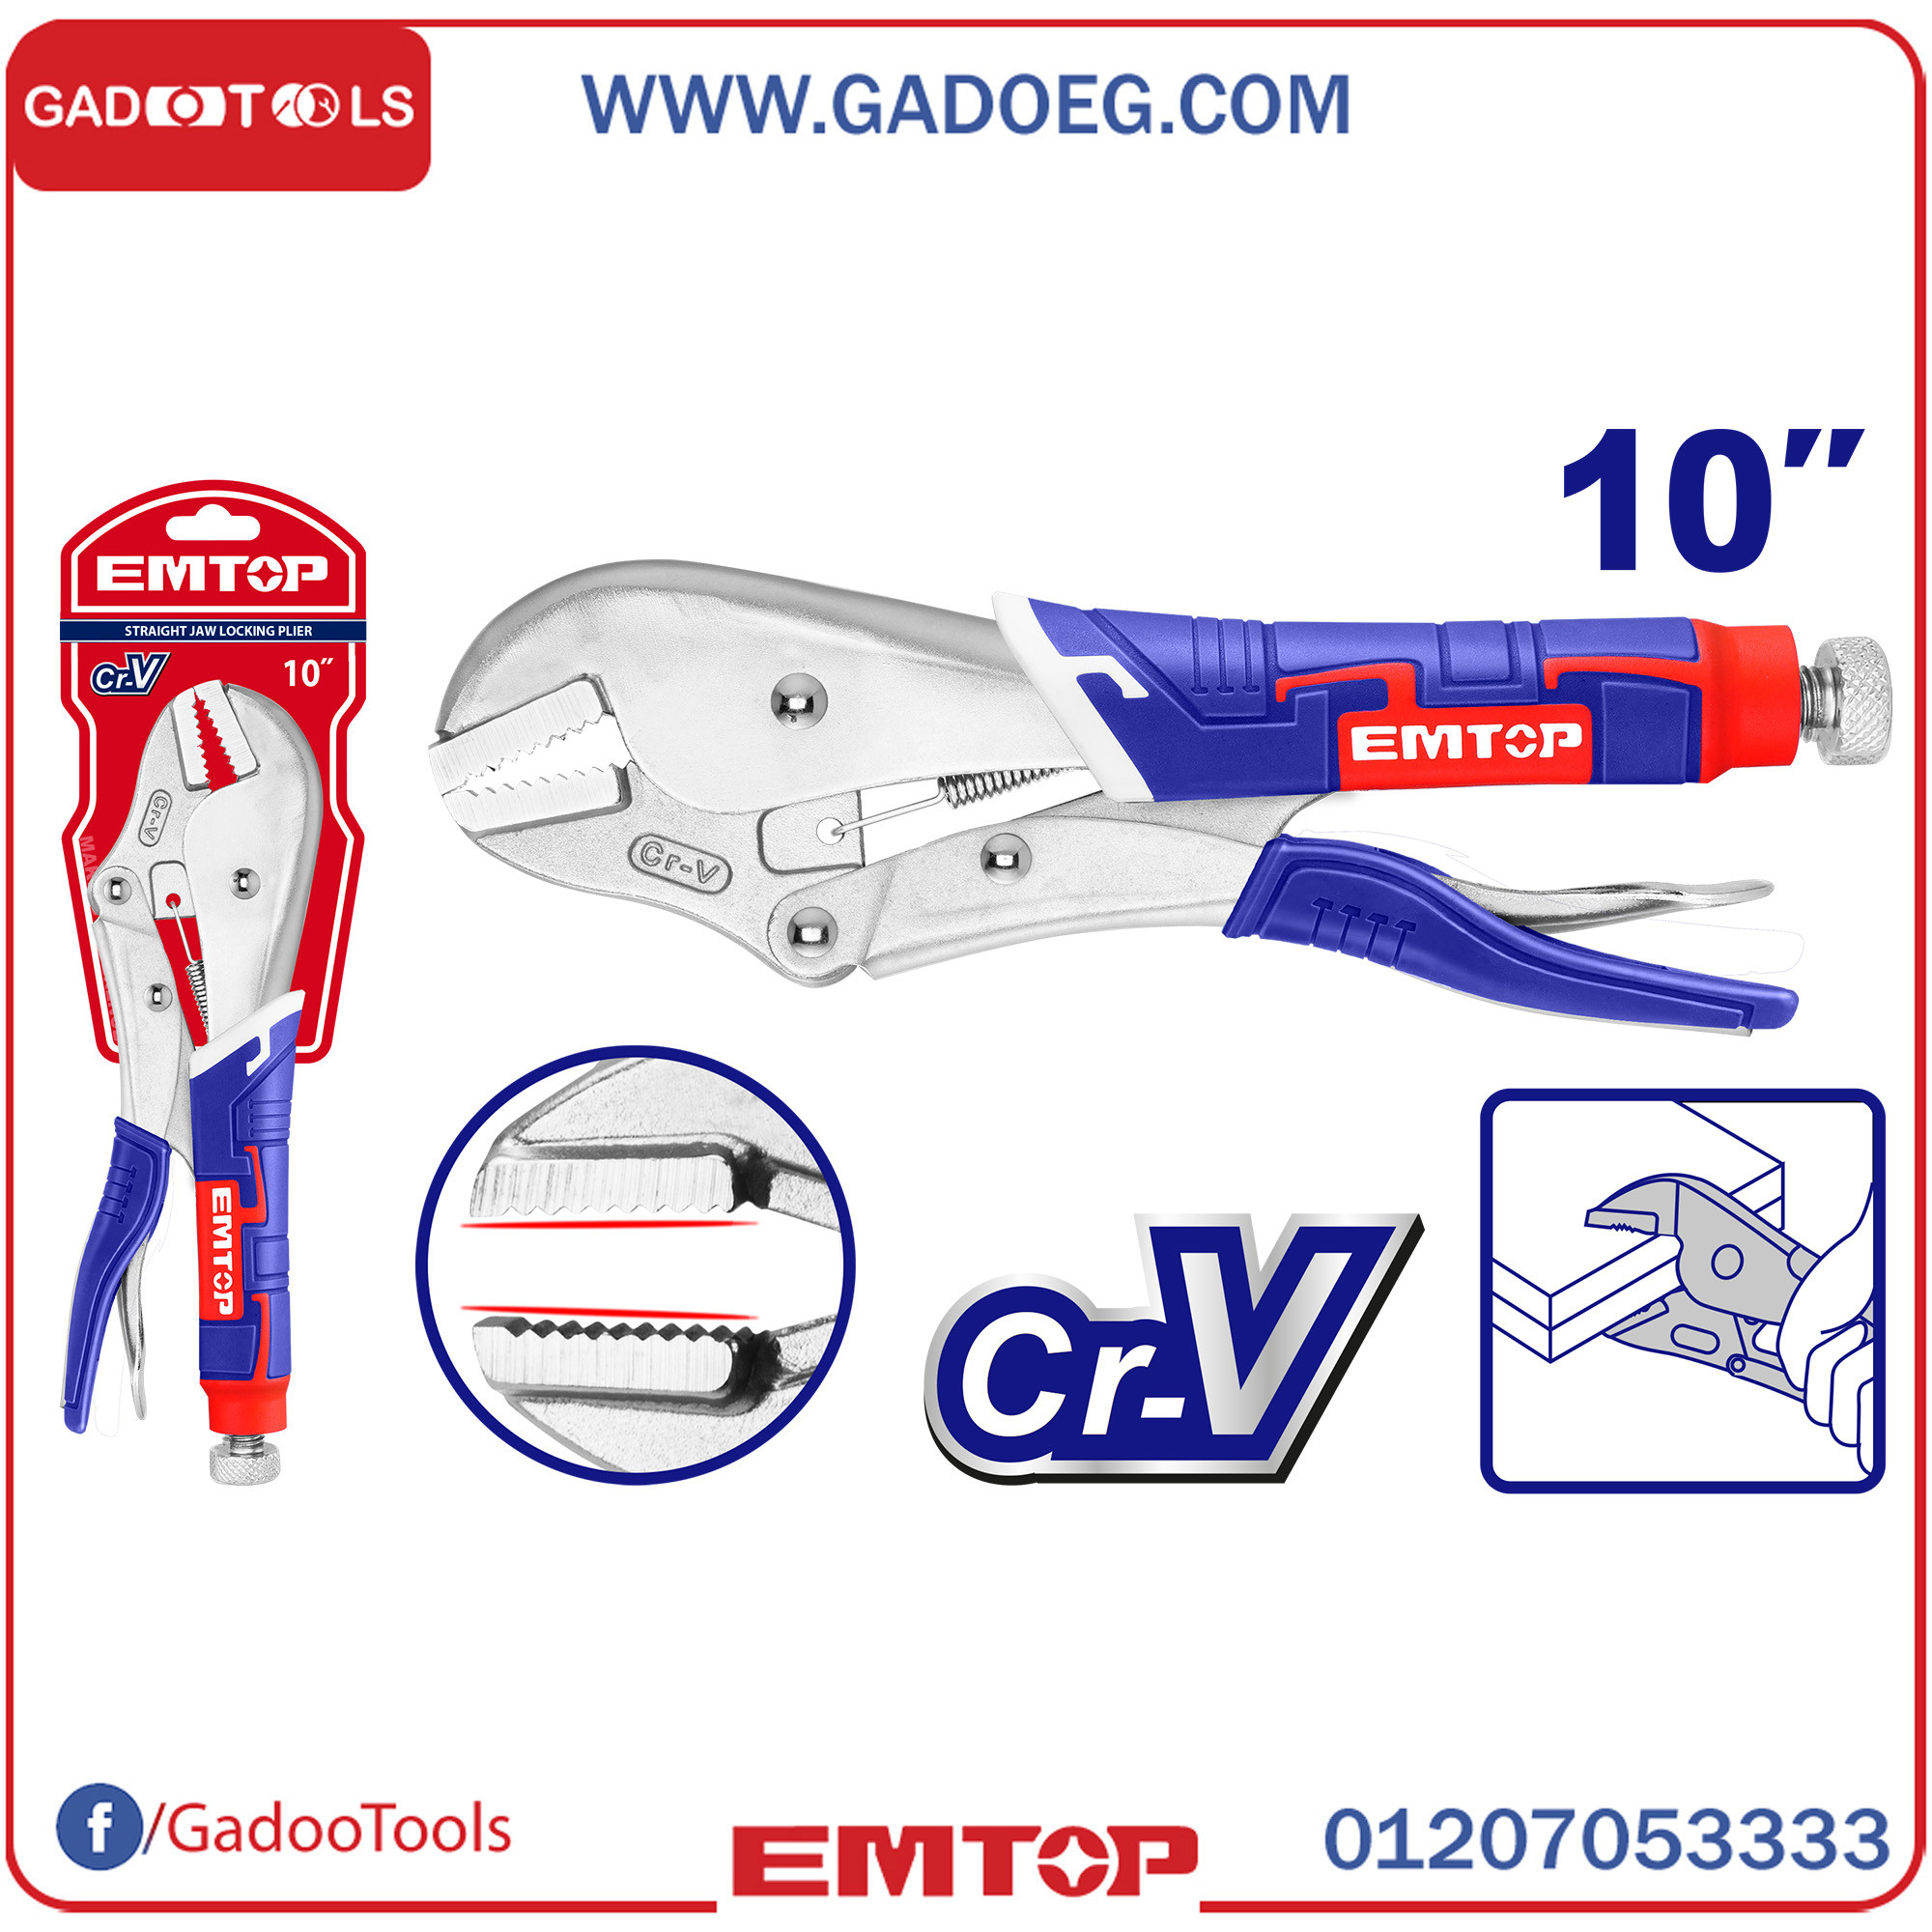 GADOOTOOLS
WWW.GADOEG.COM
10″
EMTOP
STRAIGHT JAW LOCKING PLIER
Cr-V
10″
Cr-V
EMTOP
EMTOP
Cr-V
Cr-V
/GadooTools
EMTOP
01207053333